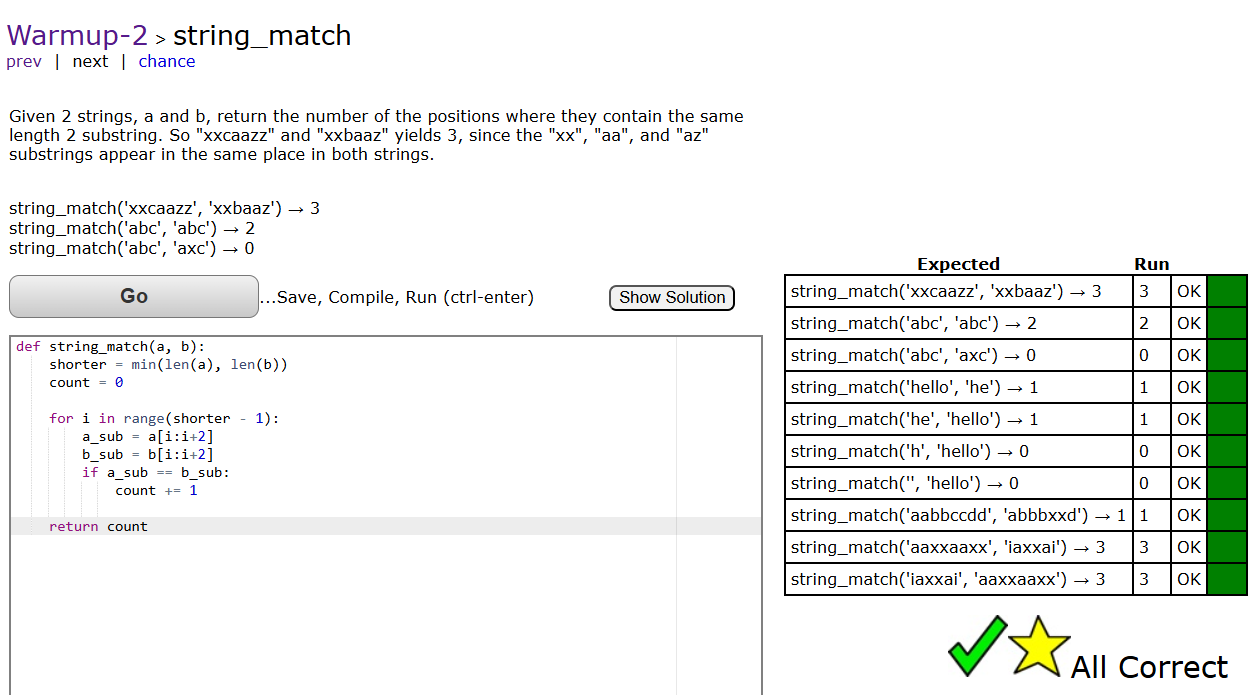 Warmup-2 > string_match
prev | next | chance
Given 2 strings, a and b, return the number of the positions where they contain the same
length 2 substring. So "xxcaazz" and "xxbaaz" yields 3, since the "xx", "aa", and "az"
substrings appear in the same place in both strings.
string_match('xxcaazz', 'xxbaaz') → 3
string_match('abc', 'abc') → 2
string_match('abc', 'axc') → 0
Go ...Save, Compile, Run (ctrl-enter) Show Solution
def string_match(a, b):
    shorter = min(len(a), len(b))
    count = 0
    for i in range(shorter - 1):
        a_sub = a[i:i+2]
        b_sub = b[i:i+2]
        if a_sub == b_sub:
            count += 1
    return count
Expected Run
string_match('xxcaazz', 'xxbaaz') → 3 3 OK
string_match('abc', 'abc') → 2 2 OK
string_match('abc', 'axc') → 0 0 OK
string_match('hello', 'he') → 1 1 OK
string_match('he', 'hello') → 1 1 OK
string_match('h', 'hello') → 0 0 OK
string_match('', 'hello') → 0 0 OK
string_match('aabbccdd', 'abbbxxd') → 1 1 OK
string_match('aaxxaaxx', 'iaxxai') → 3 3 OK
string_match('iaxxai', 'aaxxaaxx') → 3 3 OK
All Correct